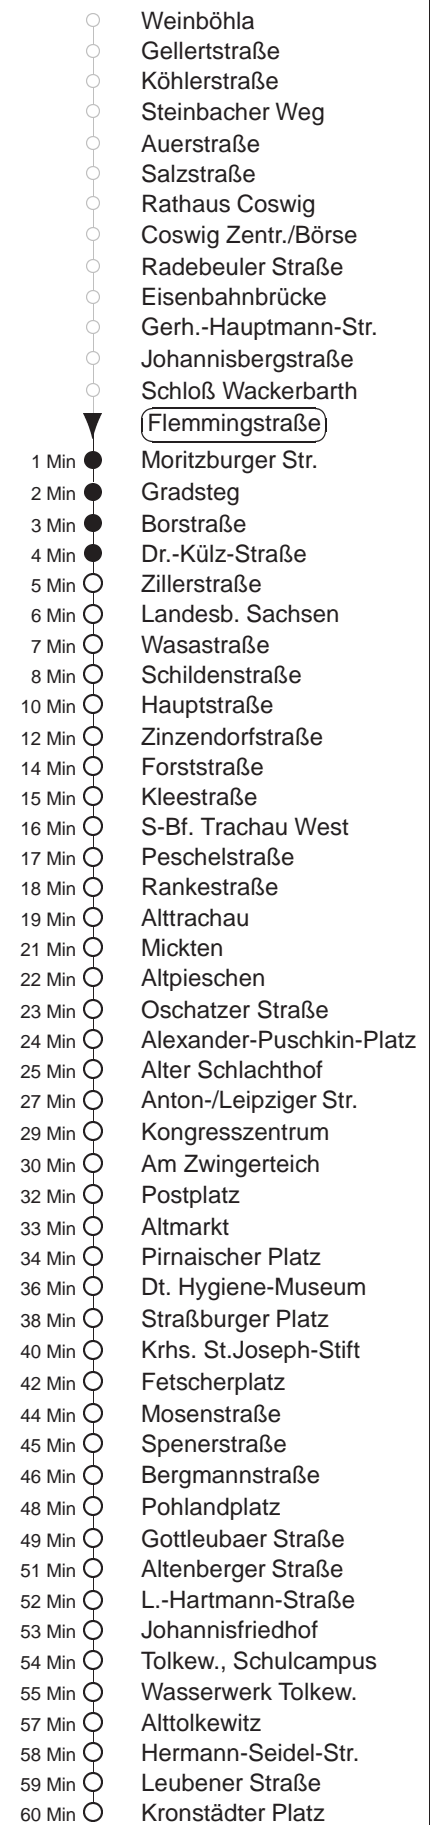 Weinböhla
Gellertstraße
Köhlerstraße
Steinbacher Weg
Auerstraße
Salzstraße
Rathaus Coswig
Coswig Zentr./Börse
Radebeuler Straße
Eisenbahnbrücke
Gerh.-Hauptmann-Str.
Johannisbergstraße
Schloß Wackerbarth
Flemmingstraße
1 Min Moritzburger Str.
2 Min Gradsteg
3 Min Borstraße
4 Min Dr.-Külz-Straße
5 Min Zillerstraße
6 Min Landesb. Sachsen
7 Min Wasastraße
8 Min Schildenstraße
10 Min Hauptstraße
12 Min Zinzendorfstraße
14 Min Forststraße
15 Min Kleestraße
16 Min S-Bf. Trachau West
17 Min Peschelstraße
18 Min Rankestraße
19 Min Alttrachau
21 Min Mickten
22 Min Altpieschen
23 Min Oschatzer Straße
24 Min Alexander-Puschkin-Platz
25 Min Alter Schlachthof
27 Min Anton-/Leipziger Str.
29 Min Kongresszentrum
30 Min Am Zwingerteich
32 Min Postplatz
33 Min Altmarkt
34 Min Pirnaischer Platz
36 Min Dt. Hygiene-Museum
38 Min Straßburger Platz
40 Min Krhs. St.Joseph-Stift
42 Min Fetscherplatz
44 Min Mosenstraße
45 Min Spenerstraße
46 Min Bergmannstraße
48 Min Pohlandplatz
49 Min Gottleubaer Straße
51 Min Altenberger Straße
52 Min L.-Hartmann-Straße
53 Min Johannisfriedhof
54 Min Tolkew., Schulcampus
55 Min Wasserwerk Tolkew.
57 Min Alttolkewitz
58 Min Hermann-Seidel-Str.
59 Min Leubener Straße
60 Min Kronstädter Platz